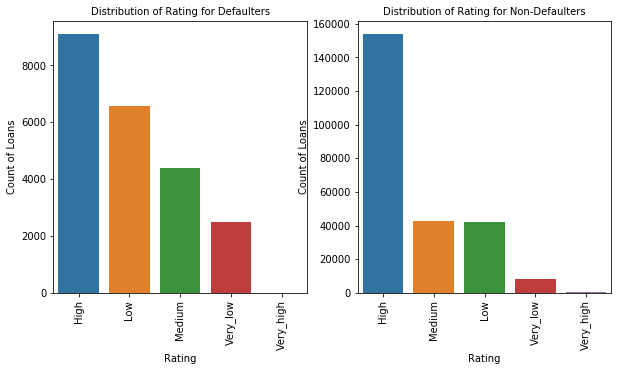 Distribution of Rating for Defaulters
Count of Loans
8000
6000
4000
2000
0
High
Low
Medium
Very_low
Very_high
Rating
Distribution of Rating for Non-Defaulters
Count of Loans
160000
140000
120000
100000
80000
60000
40000
20000
0
High
Medium
Low
Very_low
Very_high
Rating